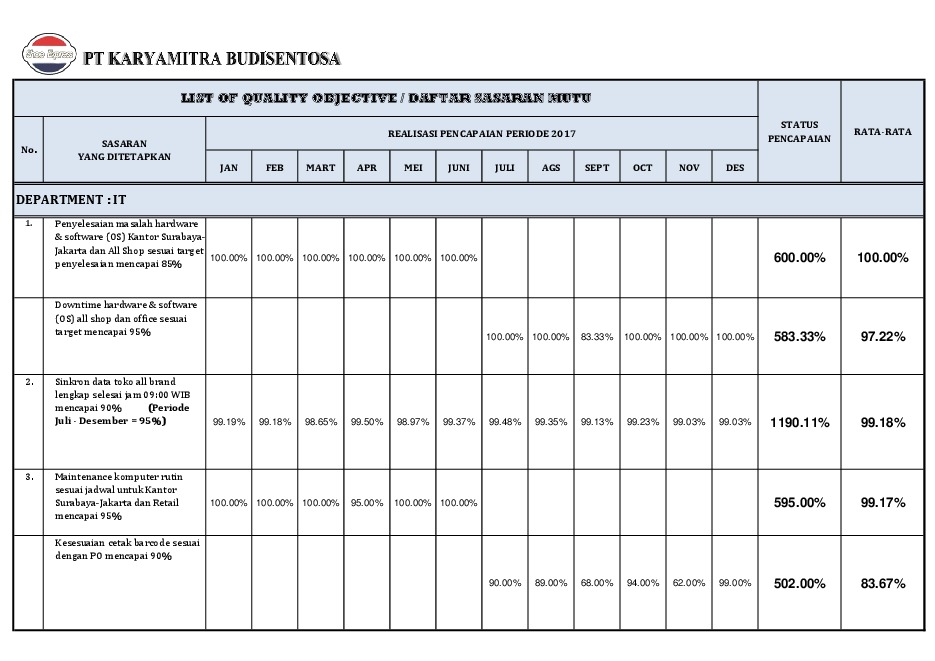 Shoe Express
PT KARYAMITRA BUDISENTOSA
LIST OF QUALITY OBJECTIVE / DAFTAR SASARAN MUTU
STATUS
PENCAPAIAN
RATA-RATA
No.
SASARAN
YANG DITETAPKAN
REALISASI PENCAPAIAN PERIODE 2017
JAN FEB MART APR MEI JUNI JULI AGS SEPT OCT NOV DES
DEPARTMENT : IT
1.
Penyelesaian masalah hardware
& software (OS) Kantor Surabaya-
Jakarta dan All Shop sesuai target
penyelesaian mencapai 85%
100.00% 100.00% 100.00% 100.00% 100.00% 100.00% 600.00% 100.00%
Downtime hardware & software
(OS) all shop dan office sesuai
target mencapai 95%
100.00% 100.00% 83.33% 100.00% 100.00% 100.00% 583.33% 97.22%
2.
Sinkron data toko all brand
lengkap selesai jam 09:00 WIB
mencapai 90% (Periode
Juli - Desember = 95%)
99.19% 99.18% 98.65% 99.50% 98.97% 99.37% 99.48% 99.35% 99.13% 99.23% 99.03% 99.03% 1190.11% 99.18%
3.
Maintenance komputer rutin
sesuai jadwal untuk Kantor
Surabaya-Jakarta dan Retail
mencapai 95%
100.00% 100.00% 100.00% 95.00% 100.00% 100.00% 595.00% 99.17%
Kesesuaian cetak barcode sesuai
dengan PO mencapai 90%
90.00% 89.00% 68.00% 94.00% 62.00% 99.00% 502.00% 83.67%